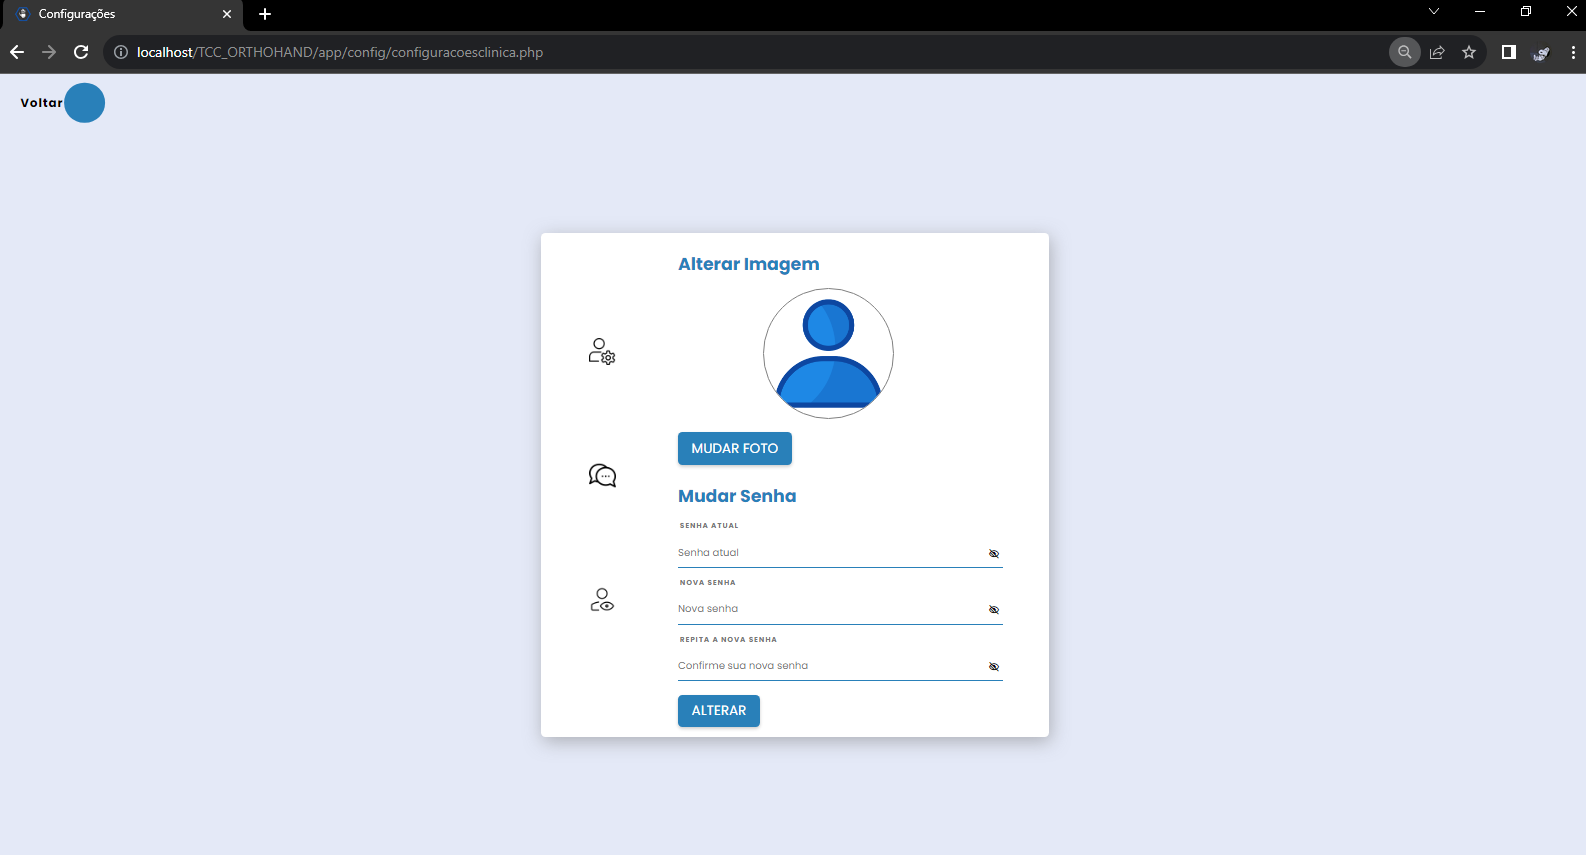 Configurações
localhost/TCC_ORTHOHAND/app/config/configuracoesclinica.php
Voltar
Alterar Imagem
MUDAR FOTO
Mudar Senha
SENHA ATUAL
Senha atual
NOVA SENHA
Nova senha
REPITA A NOVA SENHA
Confirme sua nova senha
ALTERAR